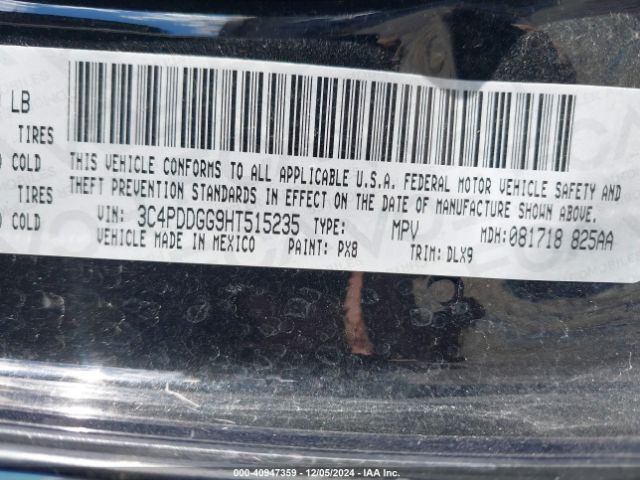 LB
TIRES
COLD
TIRES
COLD
THIS VEHICLE CONFORMS TO ALL APPLICABLE U.S.A. FEDERAL MOTOR VEHICLE SAFETY AND
THEFT PREVENTION STANDARDS IN EFFECT ON THE DATE OF MANUFACTURE SHOWN ABOVE.
VIN: 3C4PDDGG9HT515235 TYPE: MPV MDH:081718 825AA
VEHICLE MADE IN MEXICO PAINT: PX8 TRIM: DLX9
000-40947359 — 12/05/2024 — IAA Inc.